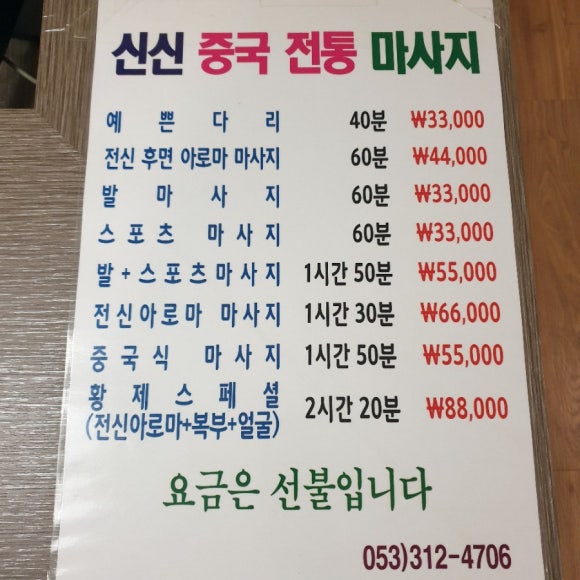 신신 중국 전통 마사지
예쁜다리 40분 ₩33,000
전신 후면 아로마 마사지 60분 ₩44,000
발마사지 60분 ₩33,000
스포츠 마사지 60분 ₩33,000
발+스포츠마사지 1시간 50분 ₩55,000
전신아로마 마사지 1시간 30분 ₩66,000
중국식 마사지 1시간 50분 ₩55,000
황제스페셜 2시간 20분 ₩88,000
(전신아로마+복부+얼굴)
요금은 선불입니다
053)312-4706